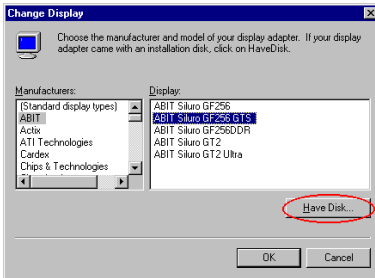 Change Display
Choose the manufacturer and model of your display adapter. If your display
adapter came with an installation disk, click on HaveDisk.
Manufacturers:
(Standard display types)
ABIT
Actix
ATI Technologies
Cardex
Chips & Technologies
Display:
ABIT Siluro GF256
ABIT Siluro GF256 GTS
ABIT Siluro GF256DDR
ABIT Siluro GT2
ABIT Siluro GT2 Ultra
Have Disk...
OK
Cancel